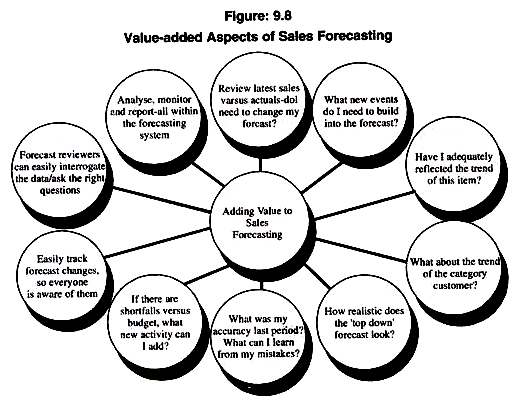 Figure: 9.8
Value-added Aspects of Sales Forecasting
Review latest sales
versus actuals-dol
need to change my
forcast?
Analyse, monitor
and report-all within
the forecasting
system
What new events
do I need to build
into the forecast?
Forecast reviewers
can easily interrogate
the data/ask the right
questions
Have I adequately
reflected the trend
of this item?
Adding Value to
Sales
Forecasting
Easily track
forecast changes,
so everyone
is aware of them
What about the trend
of the category
customer?
If there are
shortfalls versus
budget, what
new activity can
I add?
What was my
accuracy last period?
What can I learn
from my mistakes?
How realistic does
the 'top down'
forecast look?